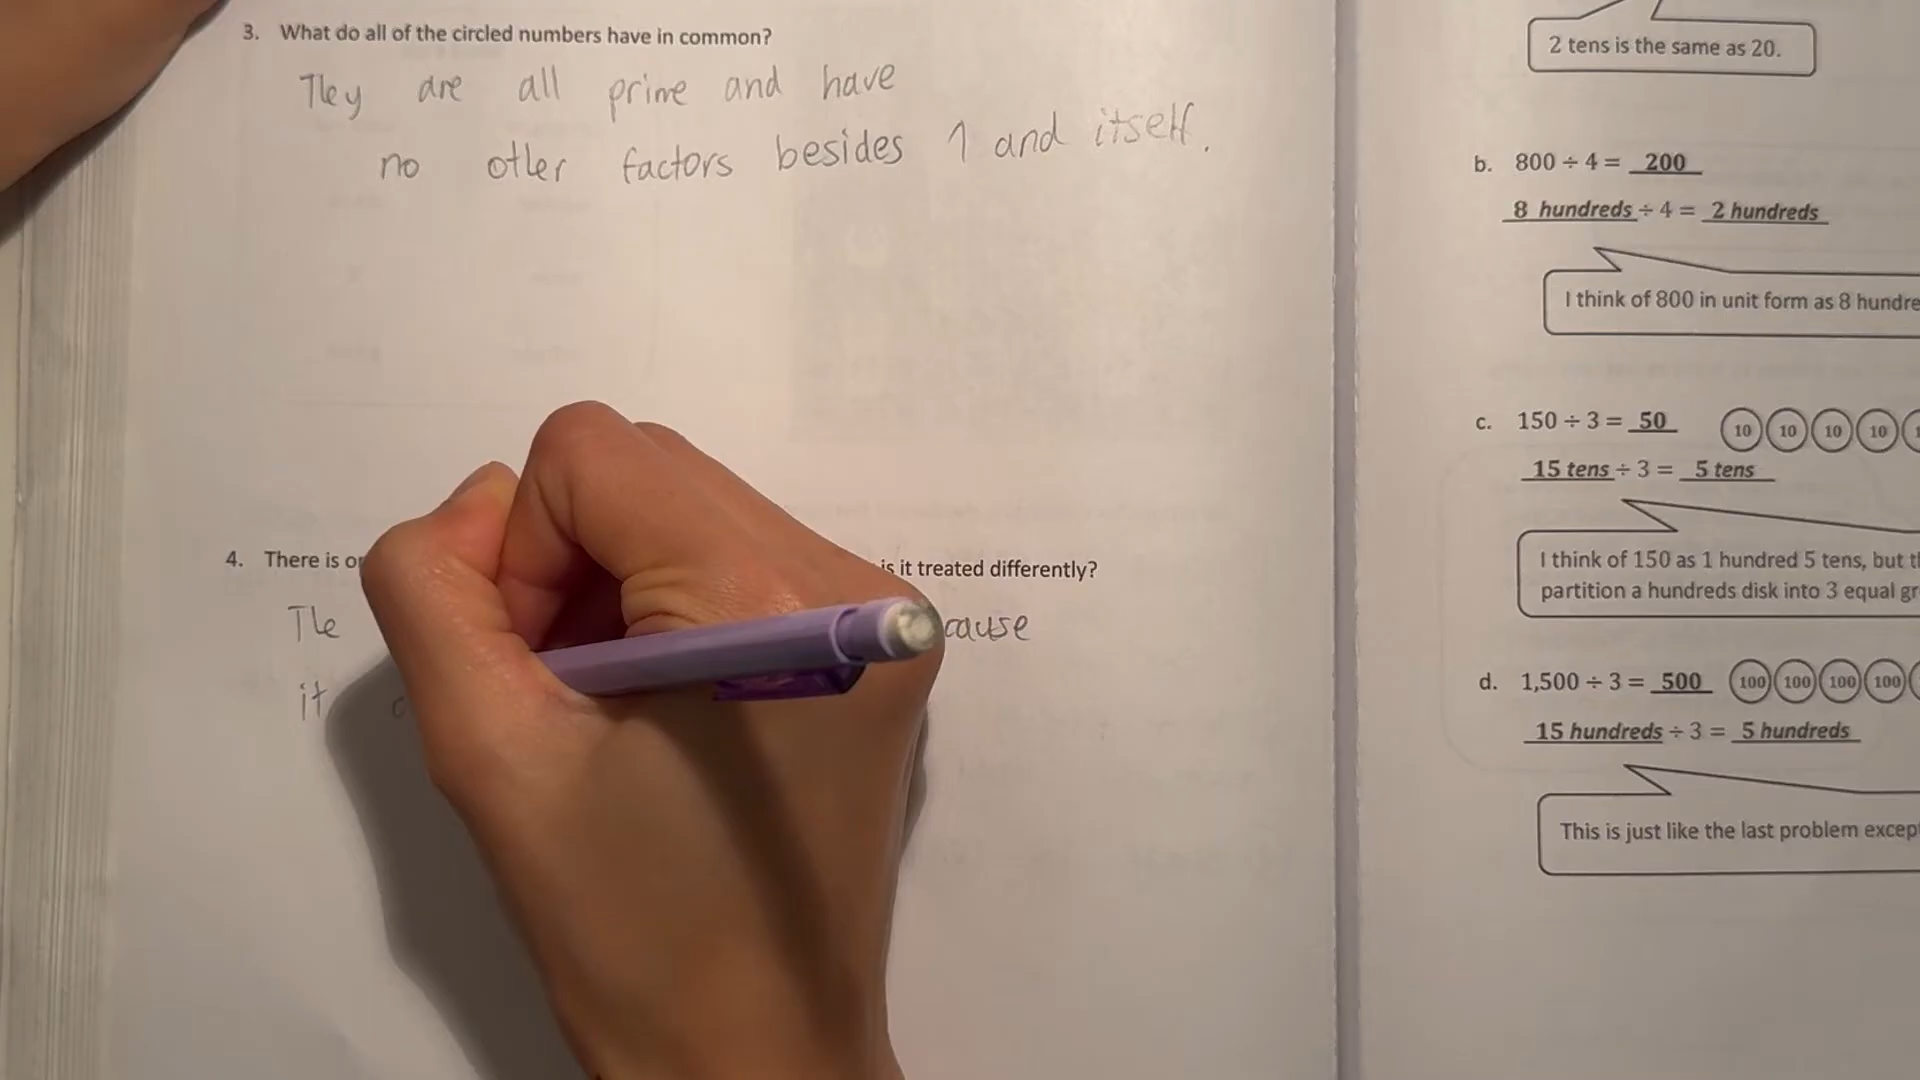 3. What do all of the circled numbers have in common?
They are all prime and have
no other factors besides 1 and itself.
4. There is
is it treated differently?
The
cause
it
2 tens is the same as 20.
b. 800 ÷ 4 = 200
8 hundreds ÷ 4 = 2 hundreds
I think of 800 in unit form as 8 hundre
c. 150 ÷ 3 = 50 10 10 10 10
15 tens ÷ 3 = 5 tens
I think of 150 as 1 hundred 5 tens, but
partition a hundreds disk into 3 equal gr
d. 1,500 ÷ 3 = 500 100 100 100 100
15 hundreds ÷ 3 = 5 hundreds
This is just like the last problem excep